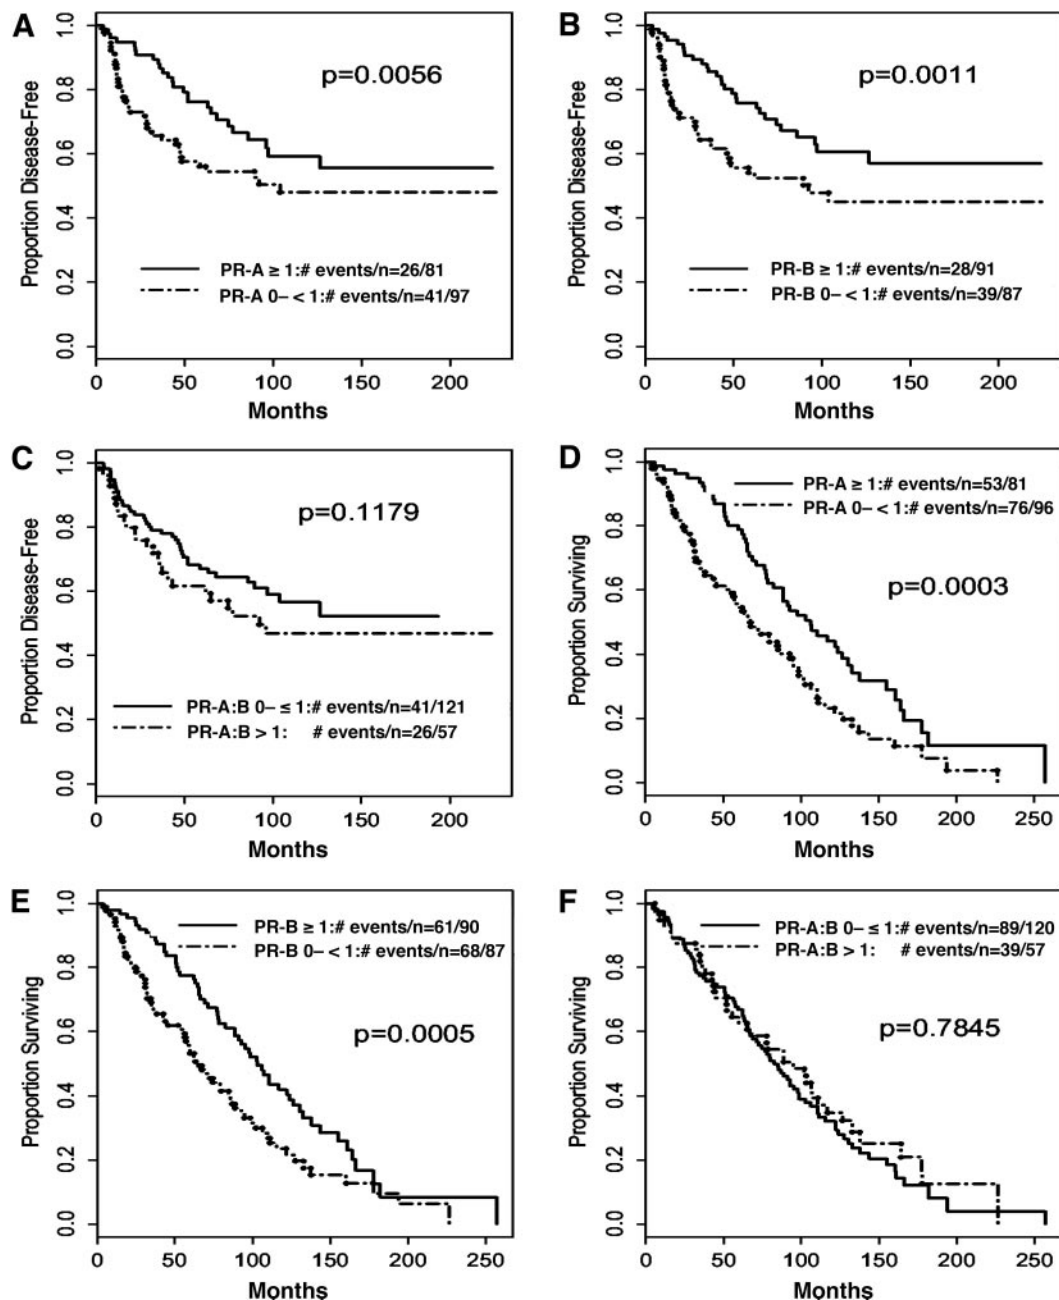 A
Proportion Disease-Free
1.0
0.8
0.6
0.4
0.2
0.0
p=0.0056
PR-A ≥ 1:# events/n=26/81
PR-A 0– < 1:# events/n=41/97
0 50 100 150 200
Months
B
Proportion Disease-Free
1.0
0.8
0.6
0.4
0.2
0.0
p=0.0011
PR-B ≥ 1:# events/n=28/91
PR-B 0– < 1:# events/n=39/87
0 50 100 150 200
Months
C
Proportion Disease-Free
1.0
0.8
0.6
0.4
0.2
0.0
p=0.1179
PR-A:B 0– ≤ 1:# events/n=41/121
PR-A:B > 1: # events/n=26/57
0 50 100 150 200
Months
D
Proportion Surviving
1.0
0.8
0.6
0.4
0.2
0.0
PR-A ≥ 1:# events/n=53/81
PR-A 0– < 1:# events/n=76/96
p=0.0003
0 50 100 150 200 250
Months
E
Proportion Surviving
1.0
0.8
0.6
0.4
0.2
0.0
PR-B ≥ 1:# events/n=61/90
PR-B 0– < 1:# events/n=68/87
p=0.0005
0 50 100 150 200 250
Months
F
Proportion Surviving
1.0
0.8
0.6
0.4
0.2
0.0
PR-A:B 0– ≤ 1:# events/n=89/120
PR-A:B > 1: # events/n=39/57
p=0.7845
0 50 100 150 200 250
Months